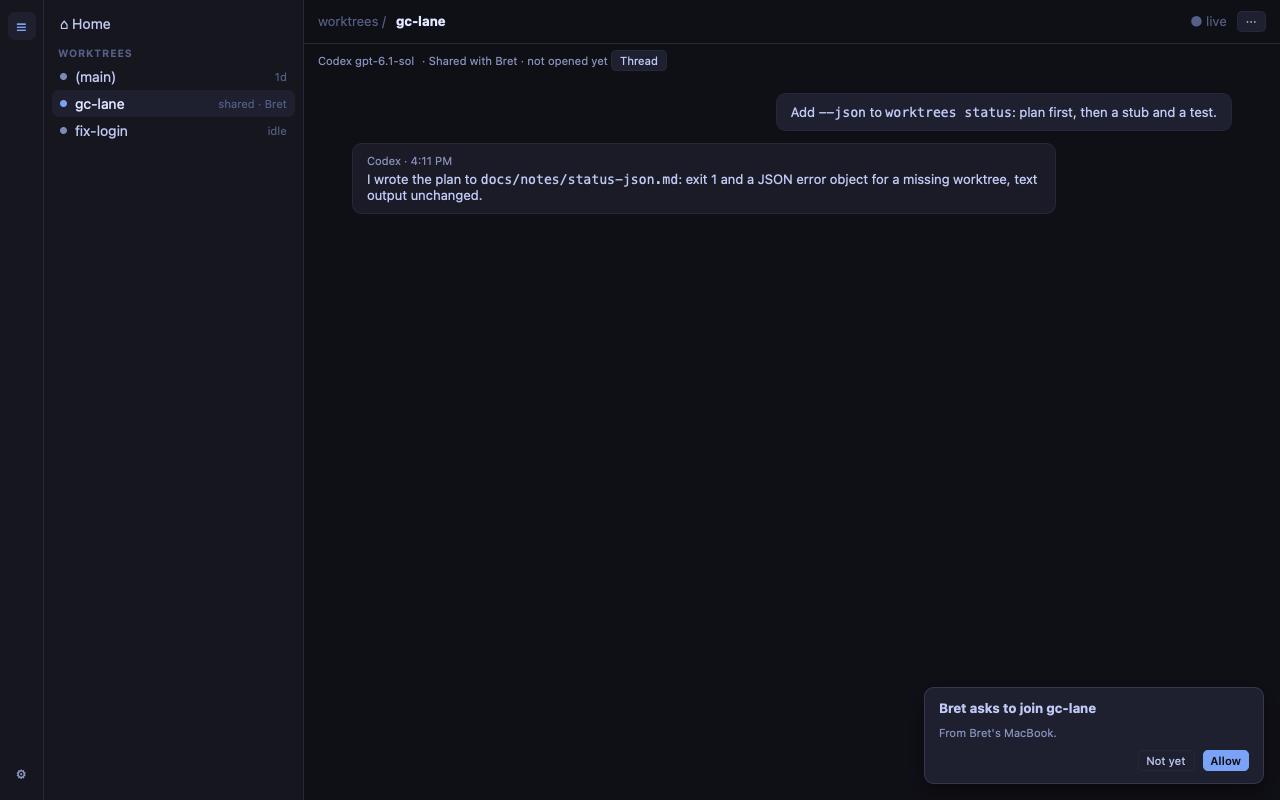 Home
WORKTREES
(main) 1d
gc-lane shared · Bret
fix-login idle
worktrees / gc-lane live ···
Codex gpt-6.1-sol · Shared with Bret · not opened yet Thread
Add --json to worktrees status: plan first, then a stub and a test.
Codex · 4:11 PM
I wrote the plan to docs/notes/status-json.md: exit 1 and a JSON error object for a missing worktree, text
output unchanged.
Bret asks to join gc-lane
From Bret's MacBook.
Not yet Allow